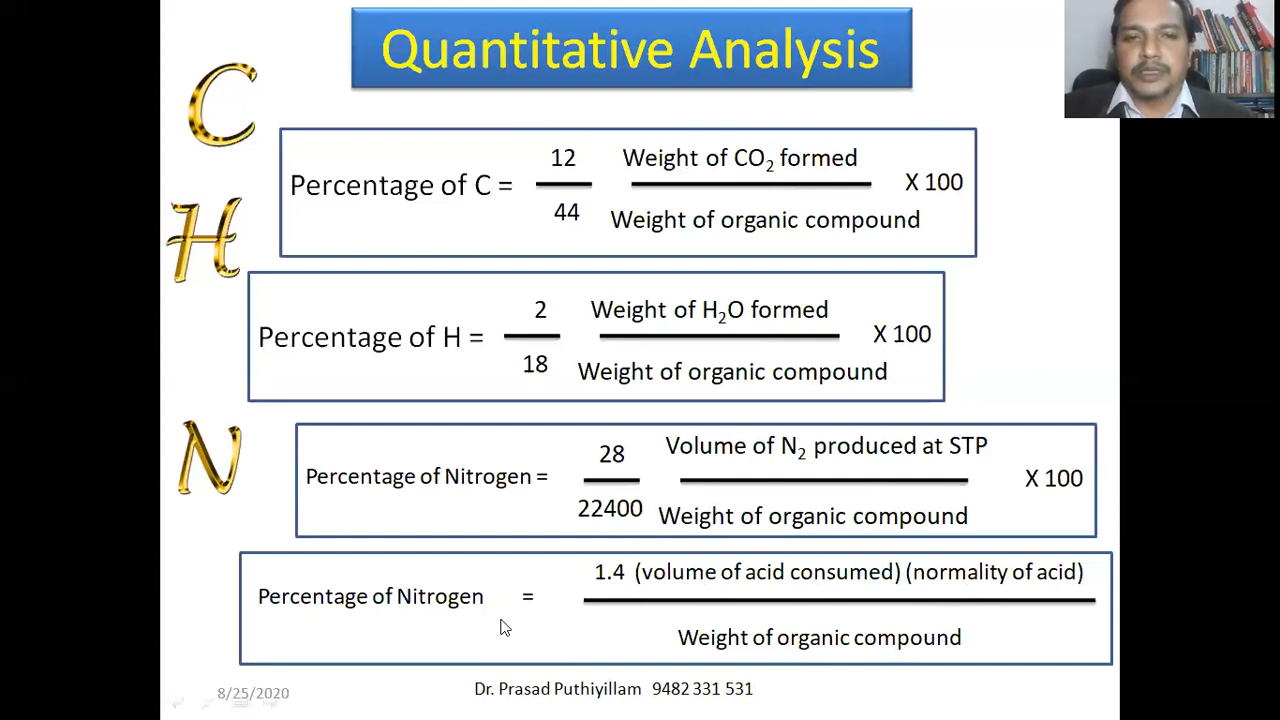 Quantitative Analysis
C
Percentage of C = 12 / 44 Weight of CO₂ formed / Weight of organic compound X 100
H
Percentage of H = 2 / 18 Weight of H₂O formed / Weight of organic compound X 100
N
Percentage of Nitrogen = 28 / 22400 Volume of N₂ produced at STP / Weight of organic compound X 100
Percentage of Nitrogen = 1.4 (volume of acid consumed) (normality of acid) / Weight of organic compound
8/25/2020
Dr. Prasad Puthiyillam 9482 331 531